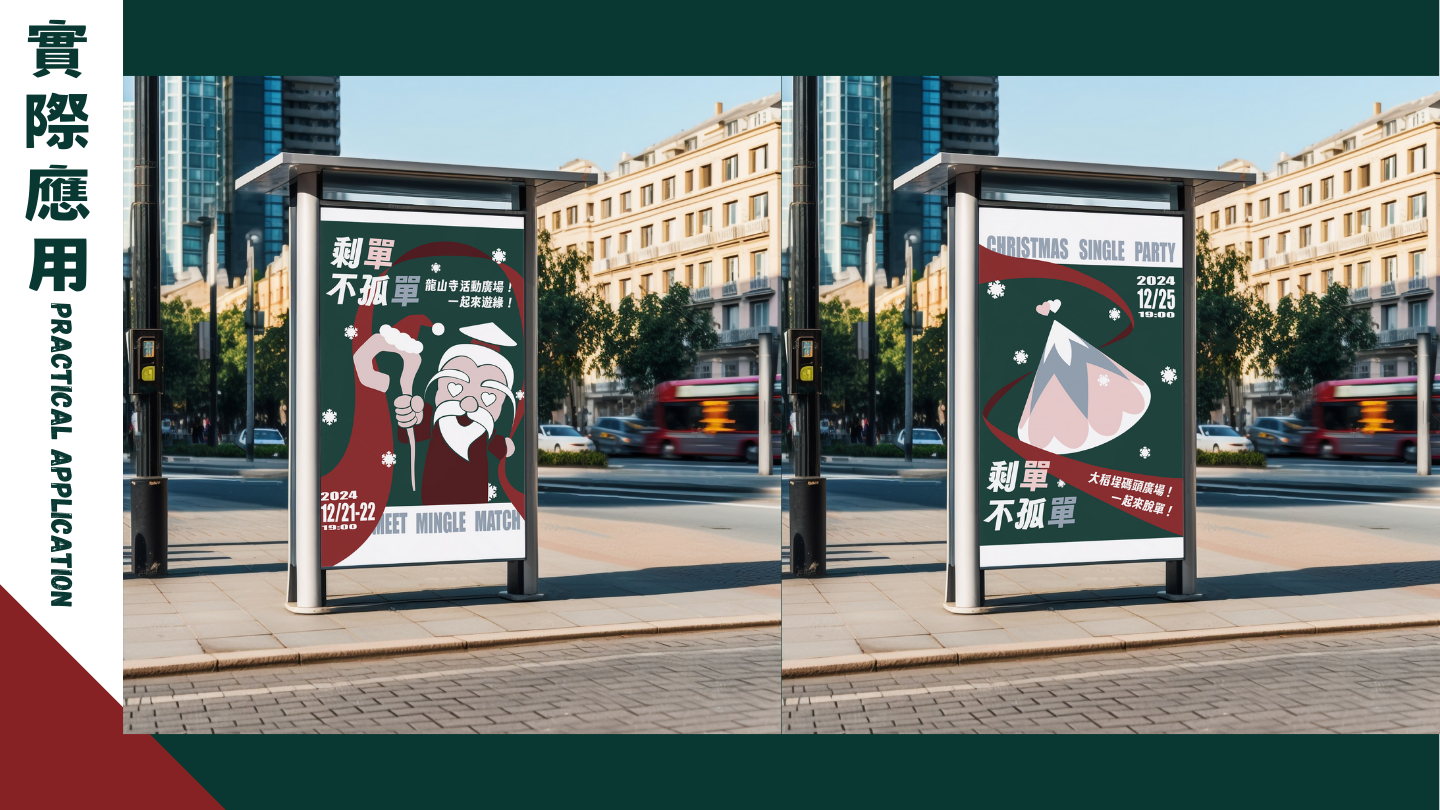 實際應用
PRACTICAL APPLICATION
剩單
不孤單
龍山寺活動廣場！
一起來遊緣！
2024
12/21-22
19:00
MEET MINGLE MATCH
CHRISTMAS SINGLE PARTY
2024
12/25
19:00
剩單
不孤單
大稻埕碼頭廣場！
一起來脫單！